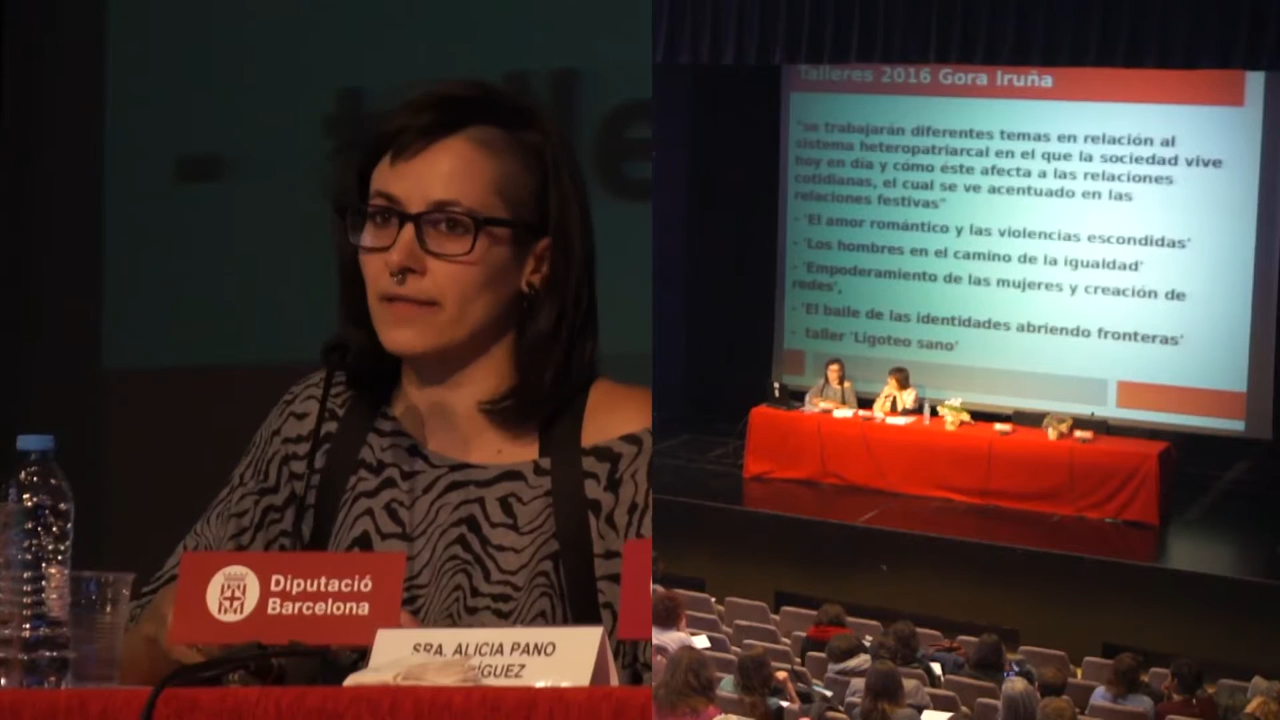 Diputació
Barcelona
SRA. ALICIA PANO
Talleres 2016 Gora Iruña
"se trabajarán diferentes temas en relación al
sistema heteropatriarcal en el que la sociedad vive
hoy en día y cómo éste afecta a las relaciones
cotidianas, el cual se ve acentuado en las
relaciones festivas"
- 'El amor romántico y las violencias escondidas'
- 'Los hombres en el camino de la igualdad'
- 'Empoderamiento de las mujeres y creación de
redes',
- 'El baile de las identidades abriendo fronteras'
- taller 'Ligoteo sano'